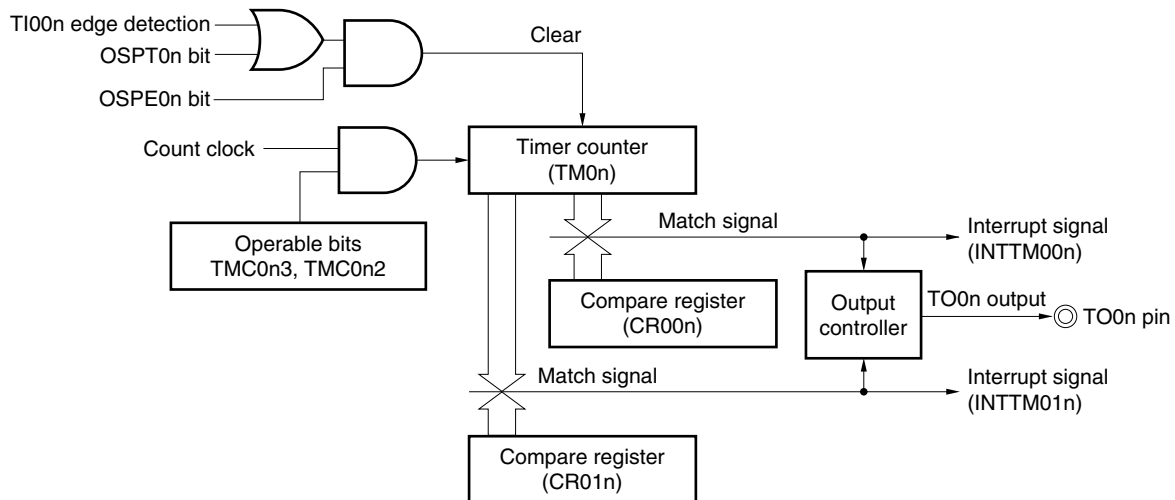 TI00n edge detection
OSPT0n bit
OSPE0n bit
Clear
Count clock
Timer counter
(TM0n)
Operable bits
TMC0n3, TMC0n2
Match signal
Interrupt signal
(INTTM00n)
Compare register
(CR00n)
Output
controller
TO0n output
TO0n pin
Match signal
Interrupt signal
(INTTM01n)
Compare register
(CR01n)